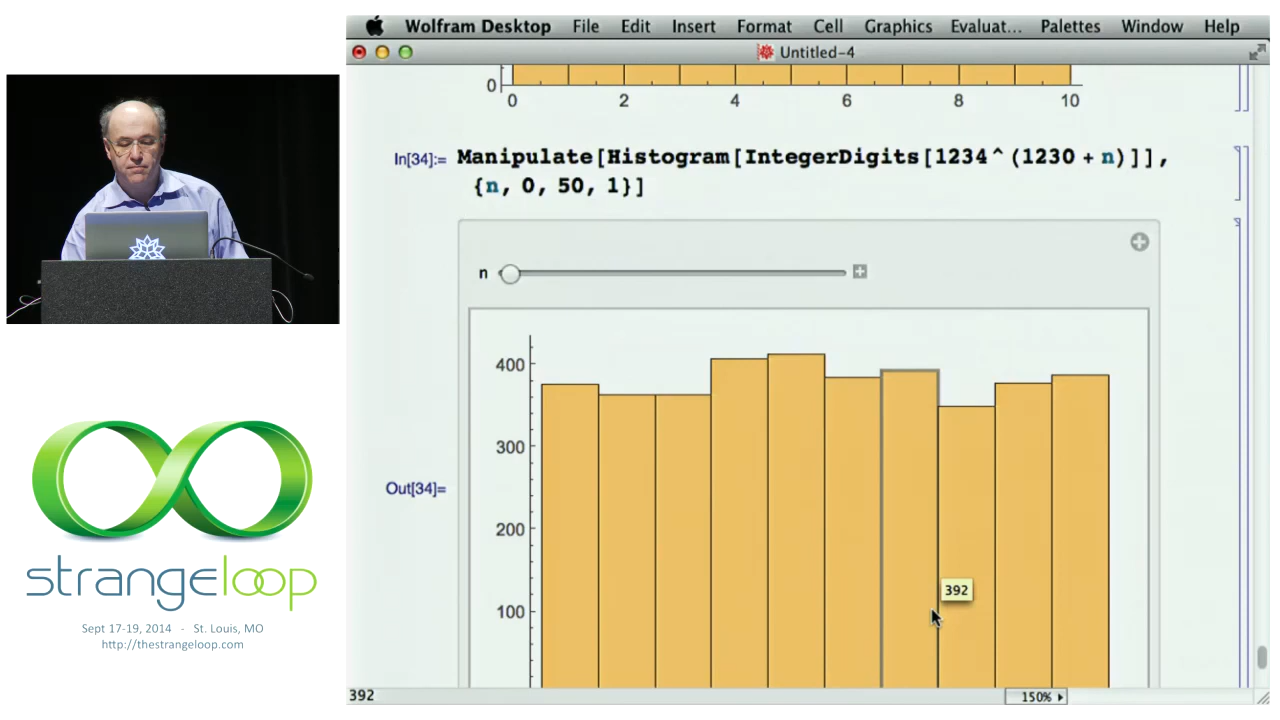 Wolfram Desktop File Edit Insert Format Cell Graphics Evaluat... Palettes Window Help
Untitled-4
0
0 2 4 6 8 10
In[34]:= Manipulate[Histogram[IntegerDigits[1234^(1230 + n)]],
{n, 0, 50, 1}]
n
400
300
Out[34]=
200
392
100
392
150%
strangeloop
Sept 17-19, 2014 - St. Louis, MO
http://thestrangeloop.com